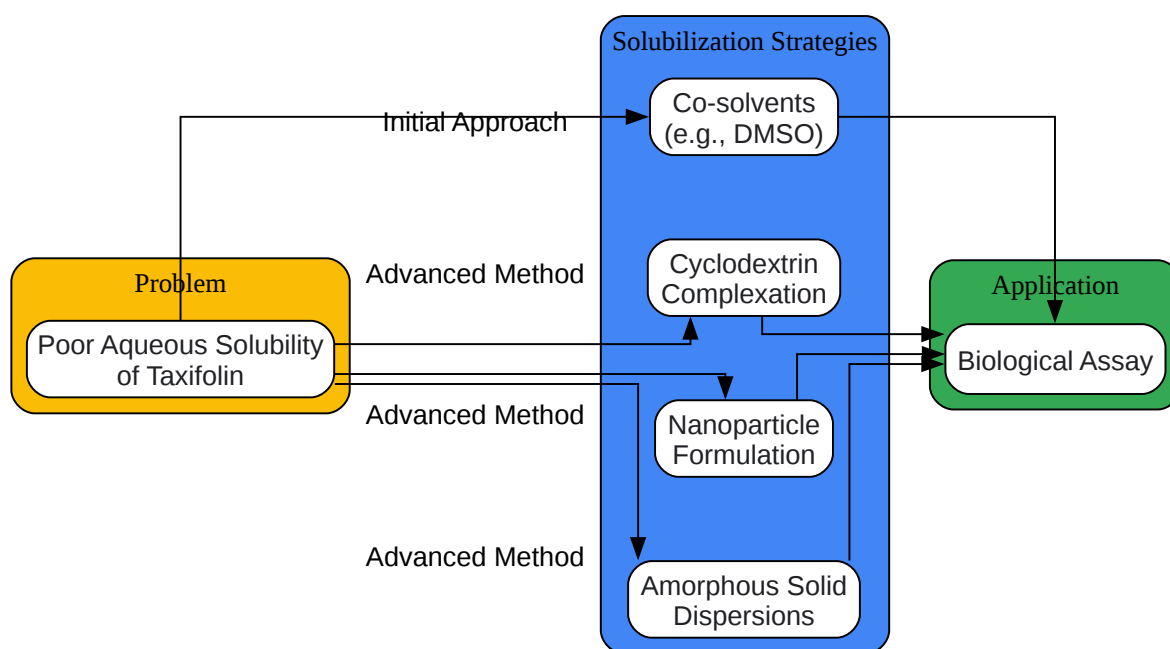 Solubilization Strategies
Co-solvents
(e.g., DMSO)
Initial Approach
Problem
Poor Aqueous Solubility
of Taxifolin
Advanced Method
Cyclodextrin
Complexation
Advanced Method
Nanoparticle
Formulation
Advanced Method
Amorphous Solid
Dispersions
Application
Biological Assay